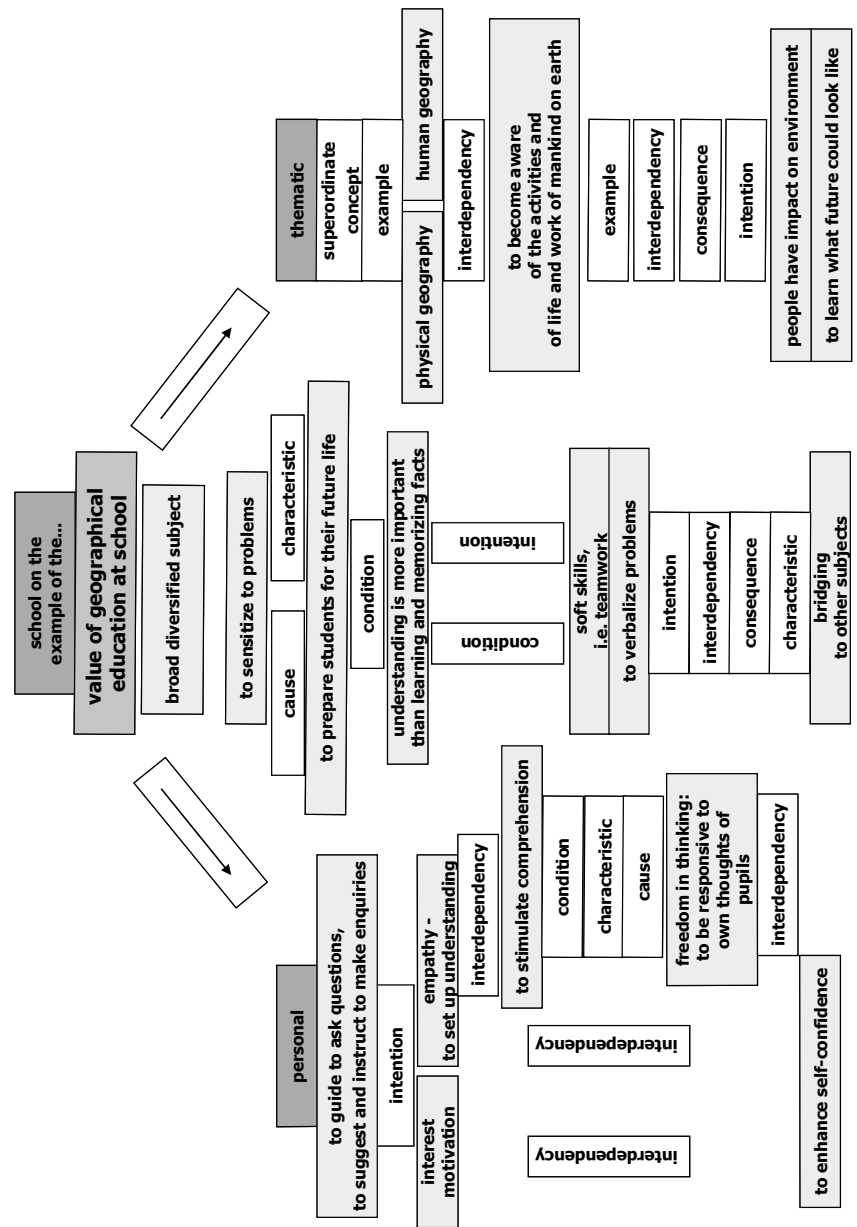 school on the
example of the...
value of geographical
education at school
broad diversified subject
personal
to guide to ask questions,
to suggest and instruct to make enquiries
intention
interest
motivation
empathy -
to set up understanding
interdependency
to stimulate comprehension
condition
characteristic
cause
interdependency
interdependency
freedom in thinking:
to be responsive to
own thoughts of
pupils
interdependency
to enhance self-confidence
to sensitize to problems
cause
characteristic
to prepare students for their future life
condition
understanding is more important
than learning and memorizing facts
condition
intention
soft skills,
i.e. teamwork
to verbalize problems
intention
interdependency
consequence
characteristic
bridging
to other subjects
thematic
superordinate
concept
example
physical geography
human geography
interdependency
to become aware
of the activities and
of life and work of mankind on earth
example
interdependency
consequence
intention
people have impact on environment
to learn what future could look like